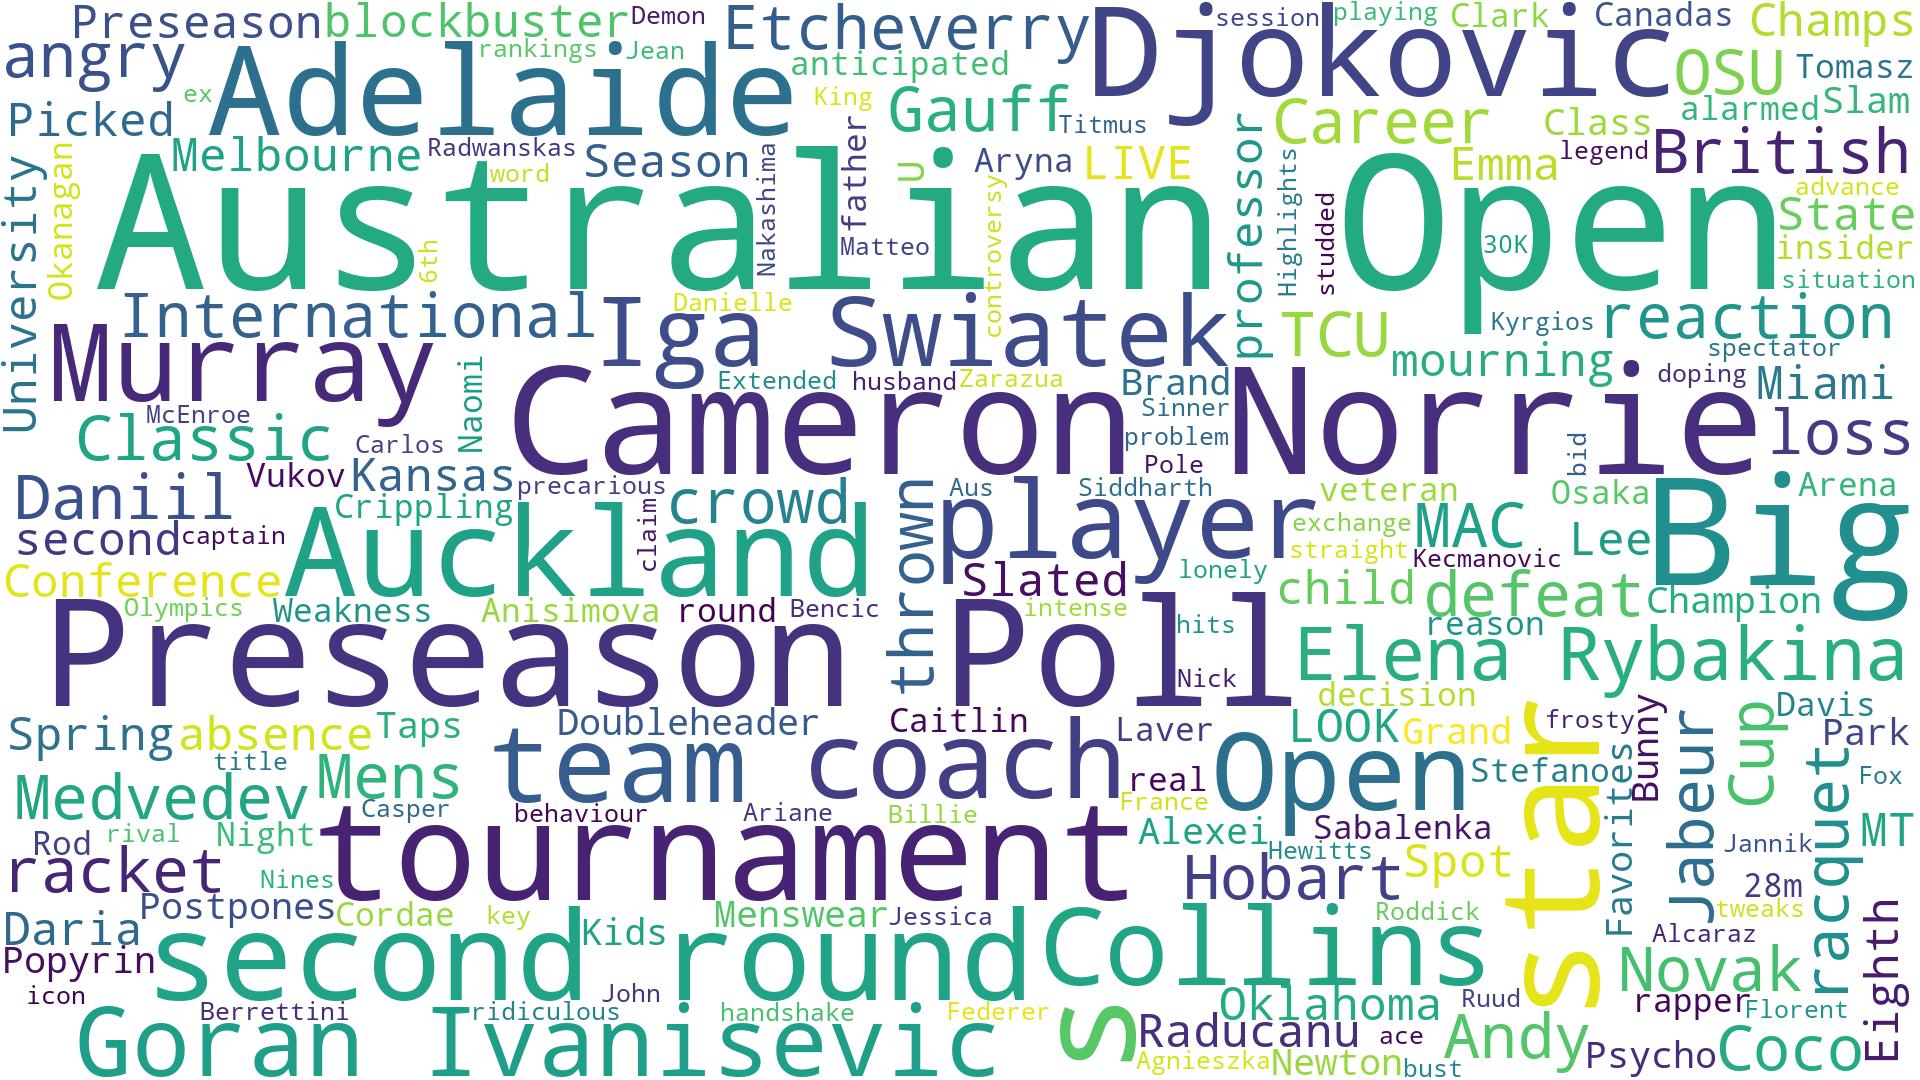 Preseason
blockbuster
Demon
Etcheverry
Djokovic
session
playing
Clark
Canadas
Champs
angry
rankings
Jean
anticipated
OSU
Tomasz
ex
Adelaide
King
Gauff
Titmus
Career
Class
alarmed
Slam
Picked
Melbourne
Radwanskas
word
Season
Nakashima
father
U
Aryna
LIVE
professor
Highlights
studded
Emma
legend
British
advance
University
Okanagan
Australian
6th
Matteo
controversy
Open
30K
State
insider
situation
International
Iga Swiatek
Danielle
TCU
Kyrgios
reaction
Murray
Naomi
Extended
husband
Zarazua
Brand
mourning
spectator
doping
Miami
McEnroe
Classic
Carlos
Cameron Norrie
Sinner
problem
Pole
bid
loss
Vukov
Kansas
precarious
Daniil
Crippling
claim
crowd
thrown
Aus
player
Siddharth
veteran
Osaka
Big
Arena
second
captain
Auckland
exchange
straight
MAC
Kecmanovic
Lee
Conference
Olympics
Weakness
Anisimova
round
Bencic
Slated
lonely
intense
child
defeat
Champion
Preseason Poll
hits
Nick
reason
Elena Rybakina
decision
Spring
absence
Taps
Doubleheader
Caitlin
Laver
LOOK
Grand
star
frosty
Bunny
Cup
Davis
Park
title
Mens
team coach
real
Open
Stefano
Favorites
Jabeur
racquet
Fox
Medvedev
Casper
behaviour
Ariane
Billie
France
Alexei
Sabalenka
Jannik
MT
Rod
rival
Night
tournament
Hewitts
racket
Nines
Hobart
Spot
28m
Postpones
Cordae
key
Menswear
Jessica
Roddick
tweaks
Daria
second round
Kids
Collins
Alcaraz
Eighth
Popyrin
Novak
icon
Berrettini
ridiculous
John
handshake
Federer
s
Oklahoma
Ruud
rapper
Florent
Goran Ivanisevic
Raducanu
ace
Andy
Psycho
Coco
Agnieszka
Newton
bust